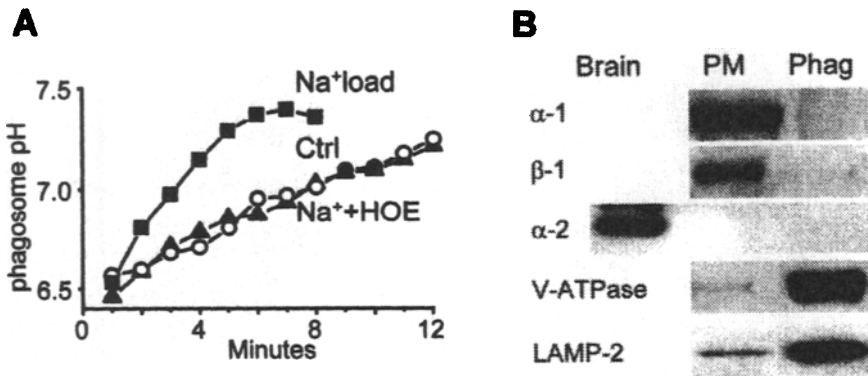 A
phagosome pH
7.5
7.0
6.5
Na⁺load
Ctrl
Na⁺+HOE
0
4
8
12
Minutes
B
Brain PM Phag
α-1
β-1
α-2
V-ATPase
LAMP-2